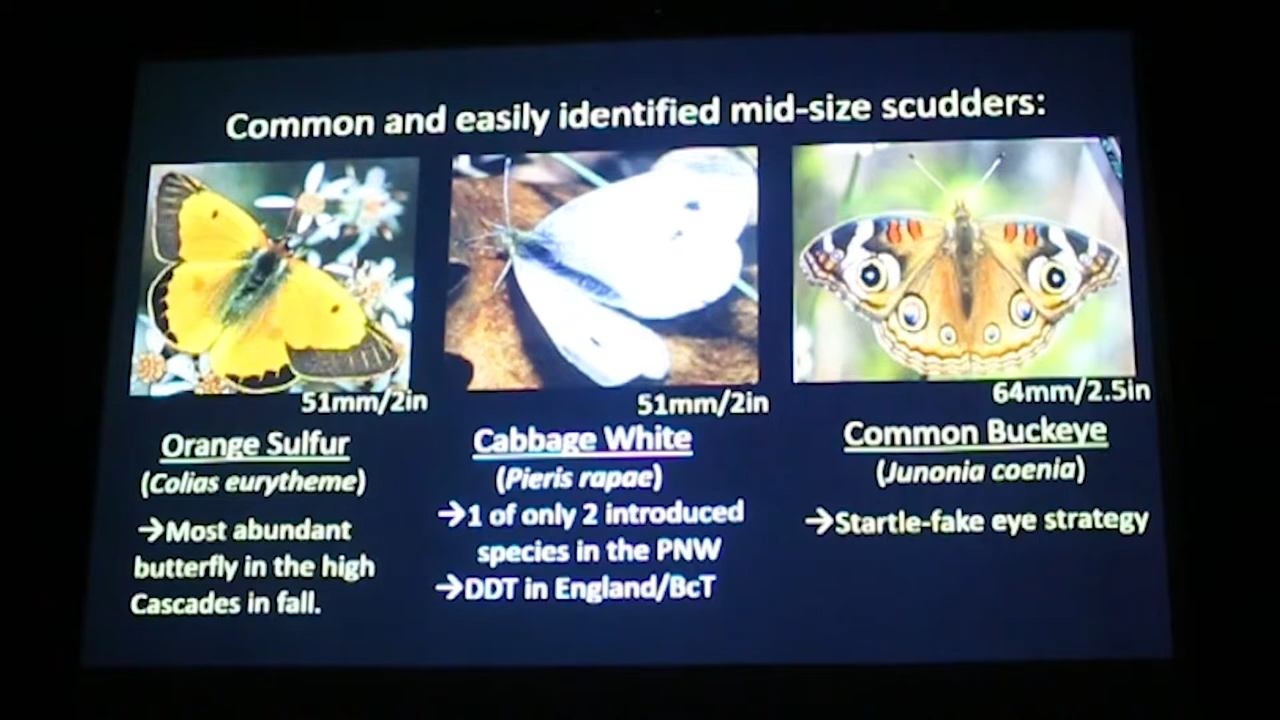 Common and easily identified mid-size scudders:
51mm/2in
51mm/2in
64mm/2.5in
Orange Sulfur
(Colias eurytheme)
→Most abundant
butterfly in the high
Cascades in fall.
Cabbage White
(Pieris rapae)
→1 of only 2 introduced
species in the PNW
→DDT in England/BcT
Common Buckeye
(Junonia coenia)
→Startle-fake eye strategy